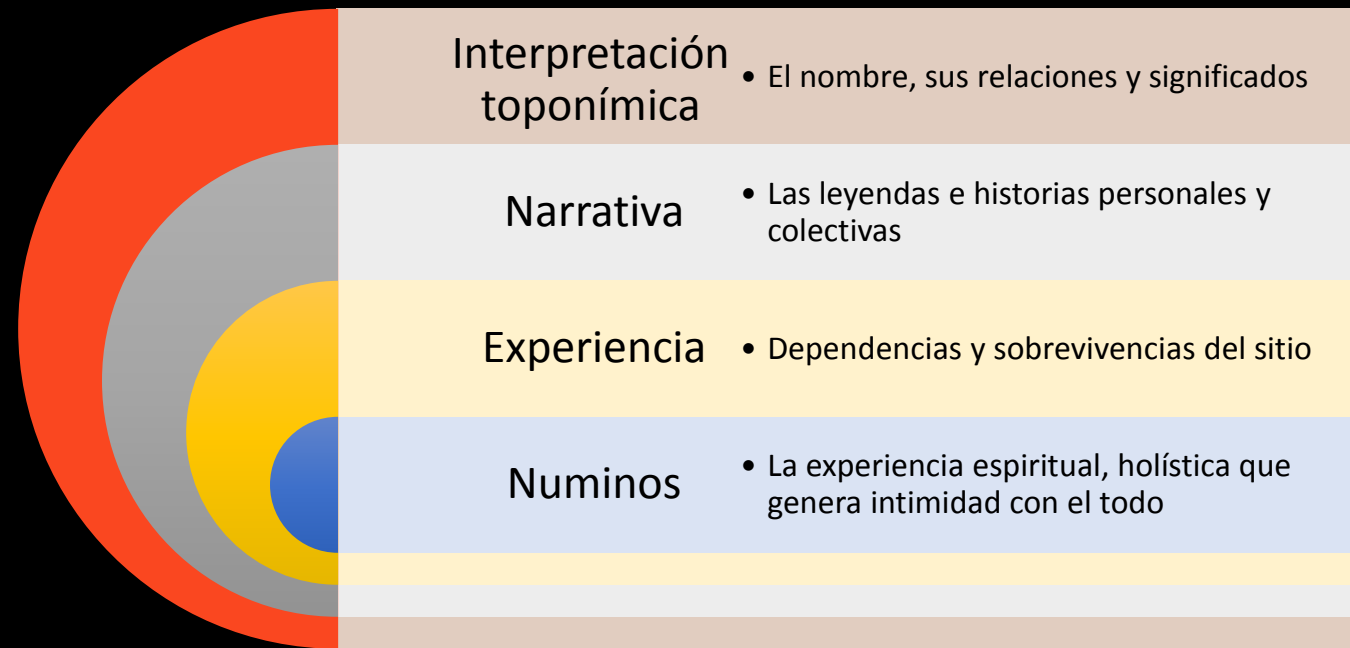 Interpretación
toponímica
• El nombre, sus relaciones y significados
Narrativa
• Las leyendas e historias personales y
colectivas
Experiencia
• Dependencias y sobrevivencias del sitio
Numinos
• La experiencia espiritual, holística que
genera intimidad con el todo